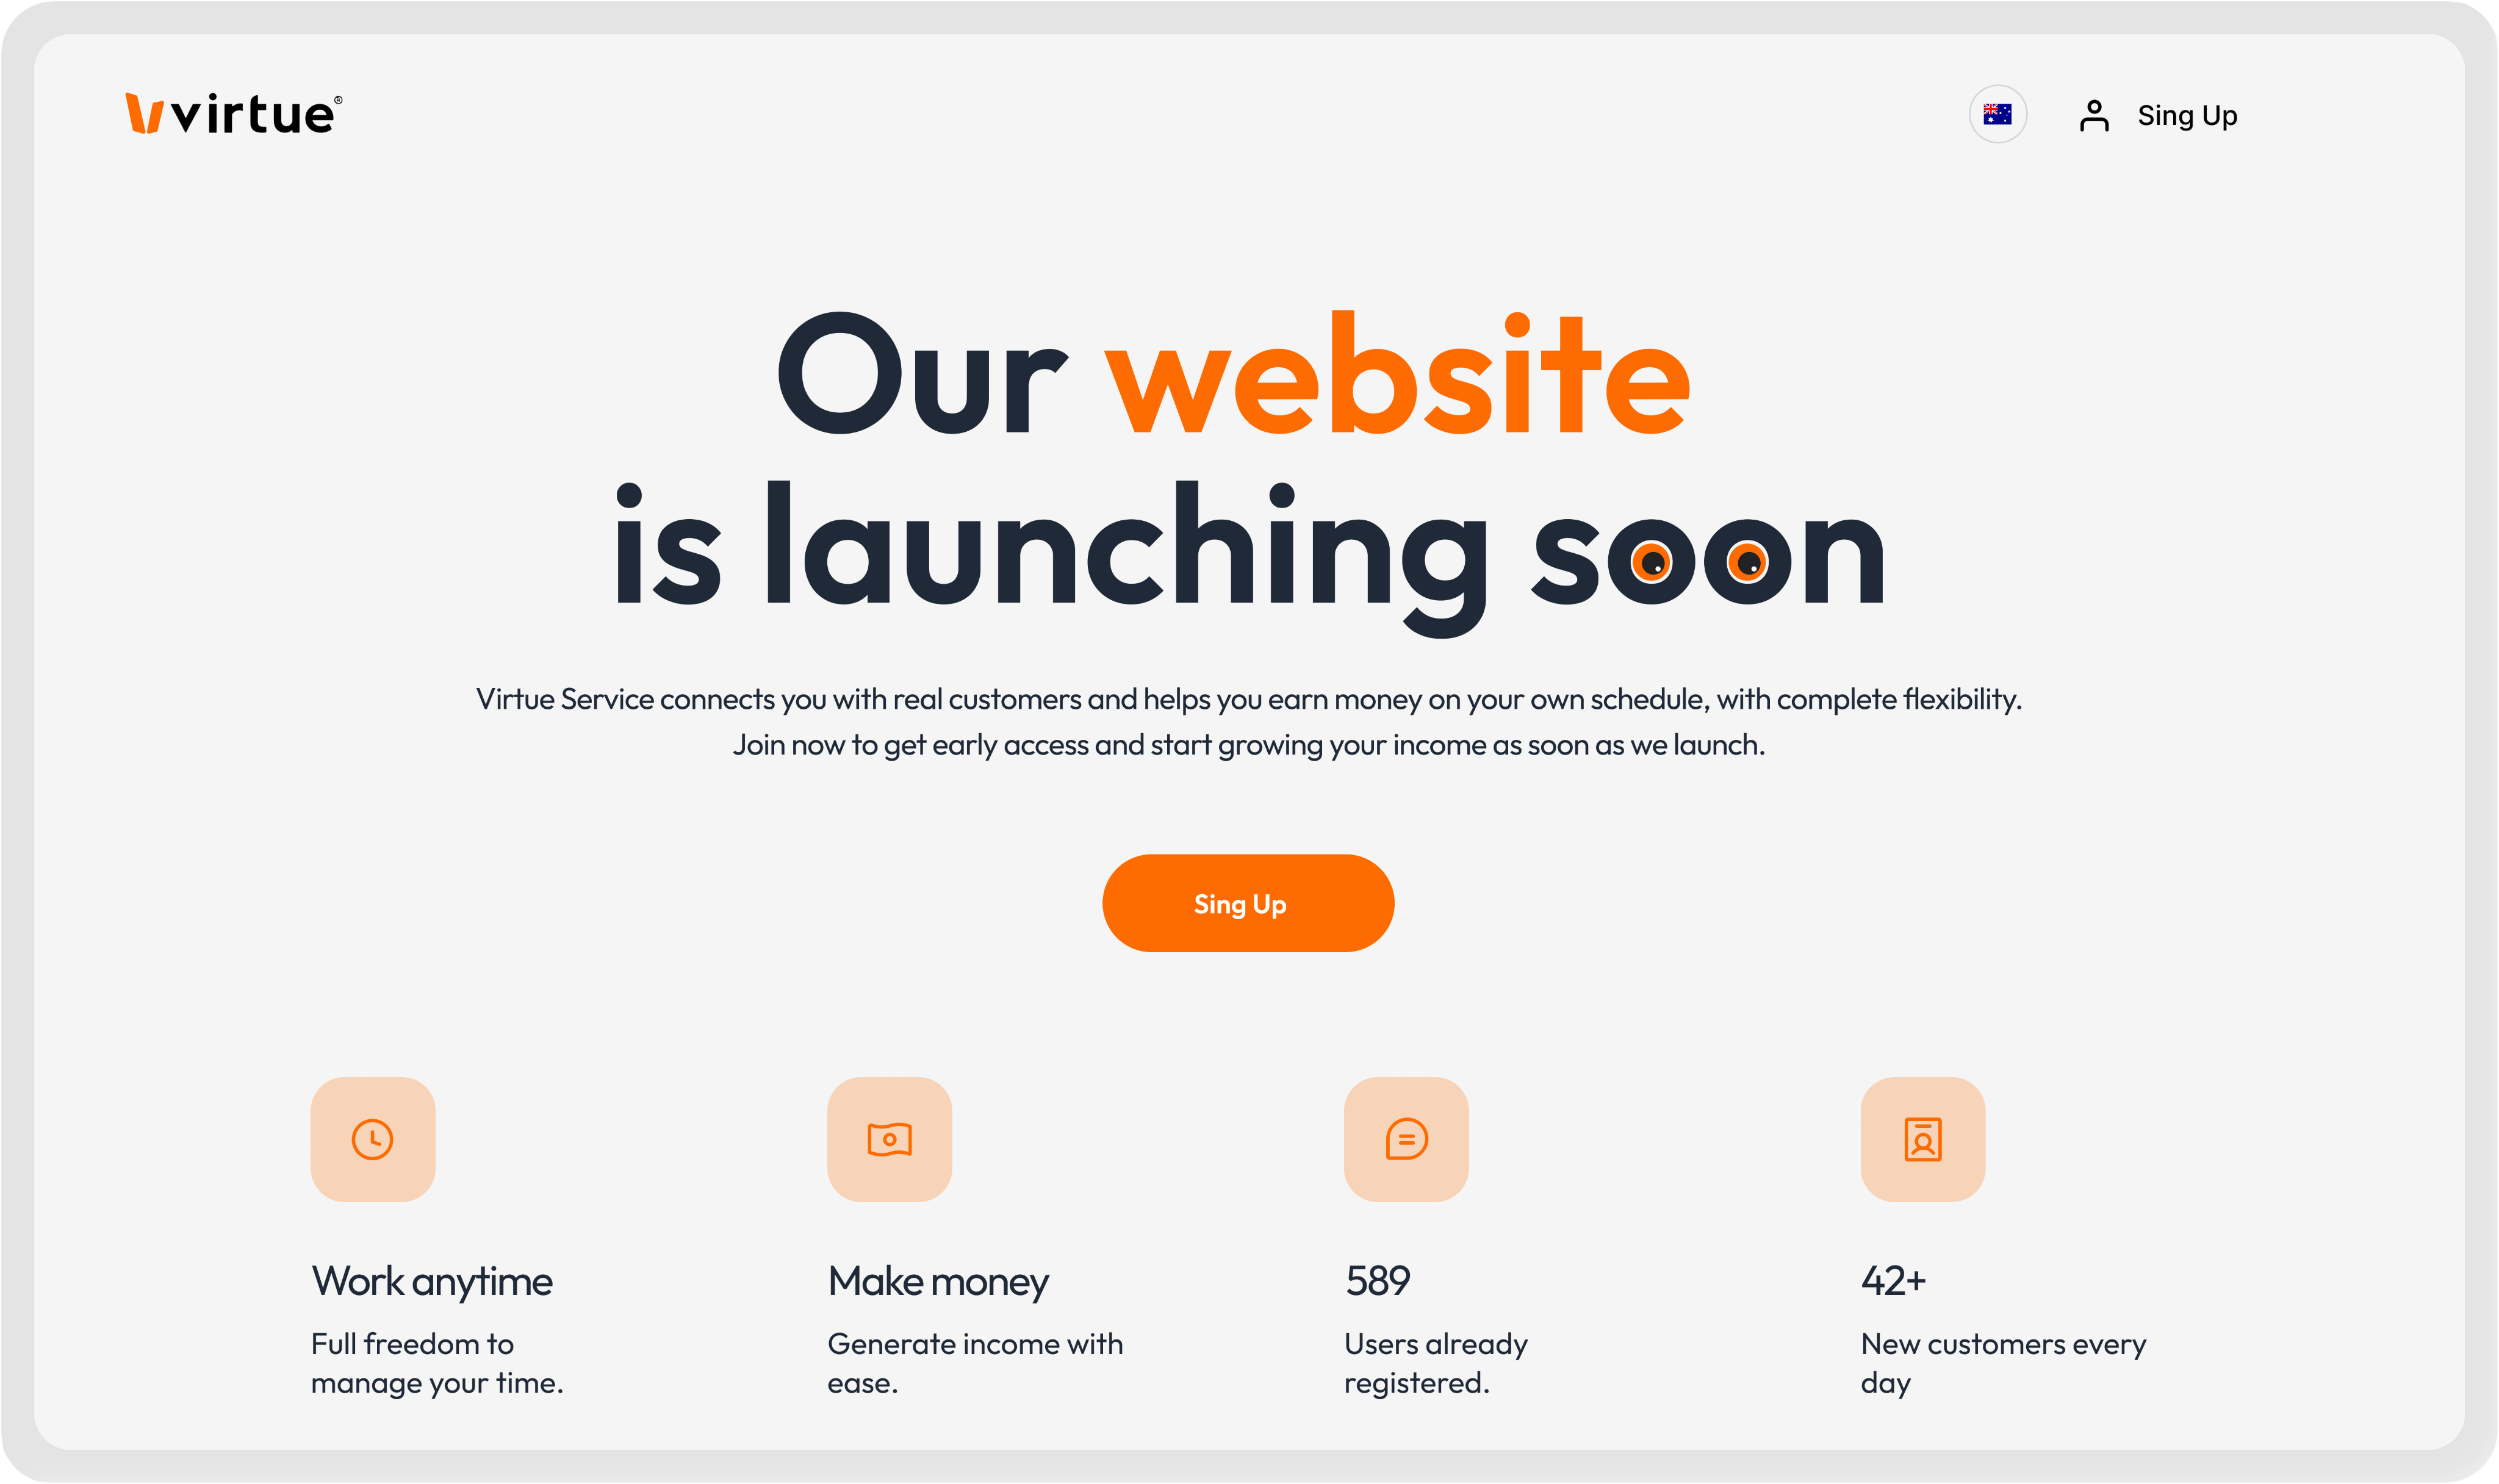 virtue
Sing Up
Our website
is launching soon
Virtue Service connects you with real customers and helps you earn money on your own schedule, with complete flexibility.
Join now to get early access and start growing your income as soon as we launch.
Sing Up
Work anytime
Full freedom to
manage your time.
Make money
Generate income with
ease.
589
Users already
registered.
42+
New customers every
day